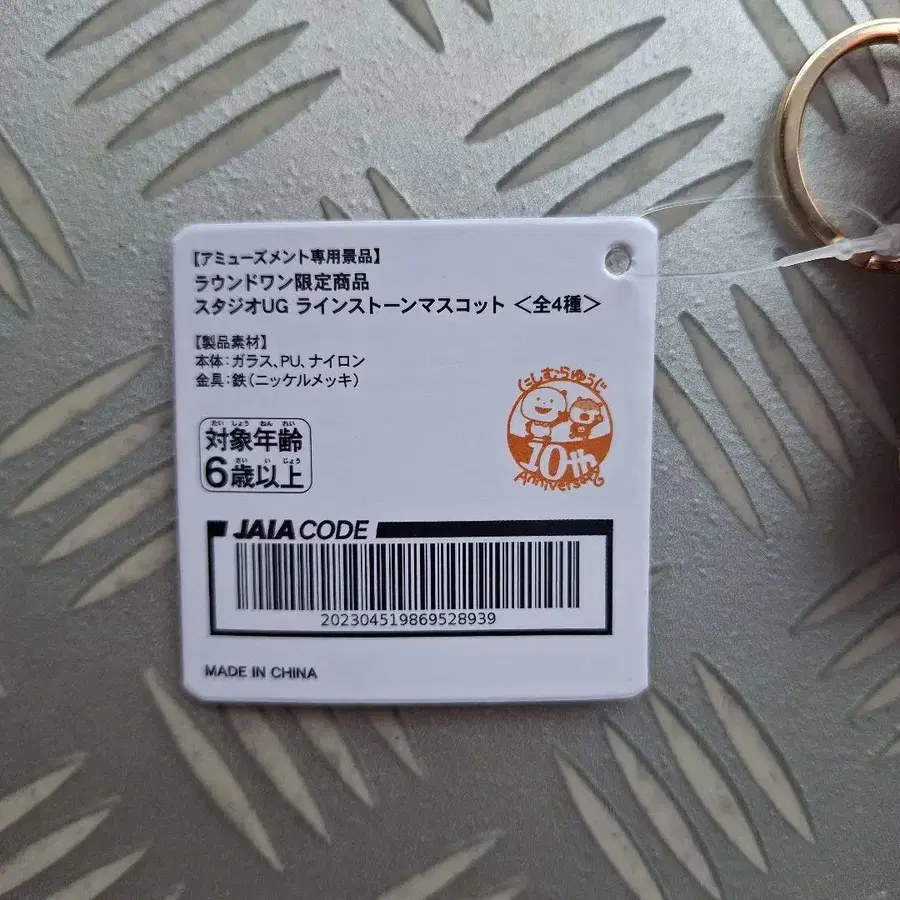 【アミューズメント専用景品】
ラウンドワン限定商品
スタジオUG ラインストーンマスコット <全4種>
【製品素材】
本体:ガラス、PU、ナイロン
金具:鉄(ニッケルメッキ)
にしむらゆうじ
10th
Anniversary
たい しょう ねん れい
対象年齢
さい い じょう
6歳以上
JAIA CODE
202304519869528939
MADE IN CHINA